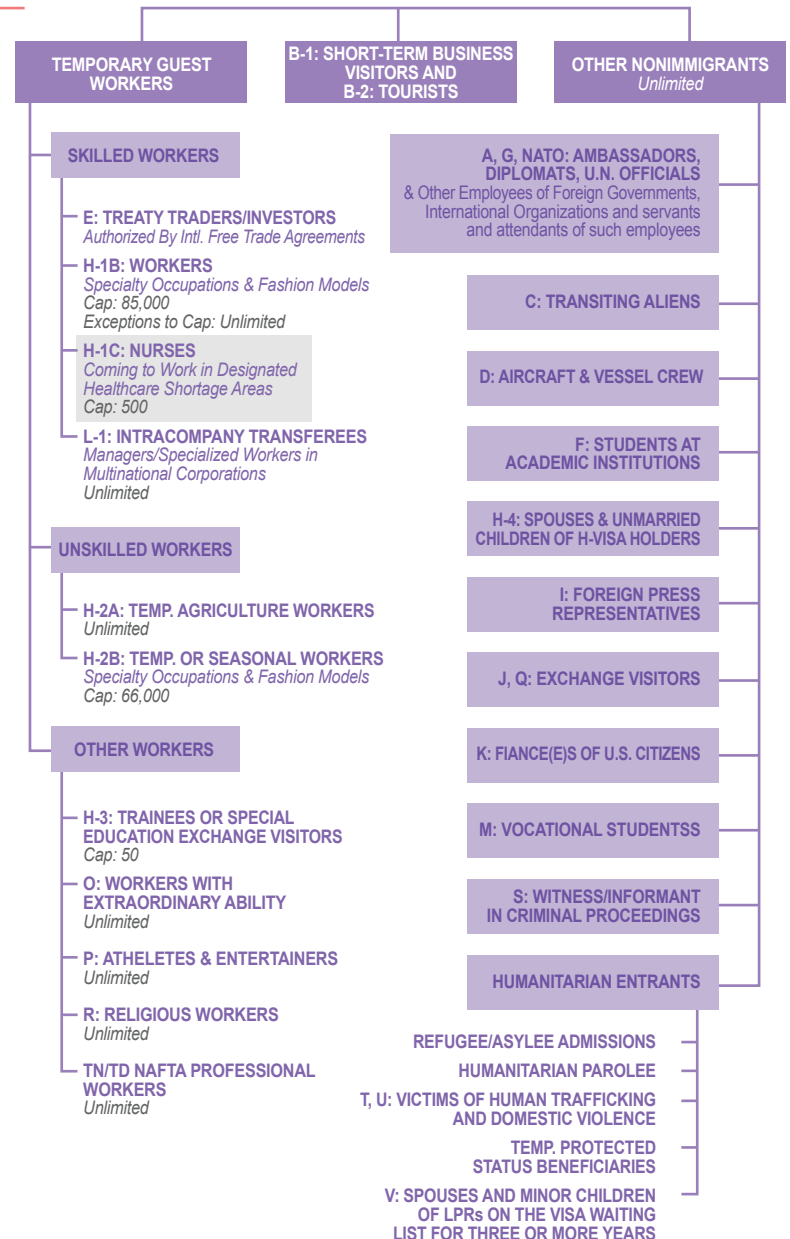 TEMPORARY GUEST
WORKERS
B-1: SHORT-TERM BUSINESS
VISITORS AND
B-2: TOURISTS
OTHER NONIMMIGRANTS
Unlimited
SKILLED WORKERS
E: TREATY TRADERS/INVESTORS
Authorized By Intl. Free Trade Agreements
H-1B: WORKERS
Specialty Occupations & Fashion Models
Cap: 85,000
Exceptions to Cap: Unlimited
H-1C: NURSES
Coming to Work in Designated
Healthcare Shortage Areas
Cap: 500
L-1: INTRACOMPANY TRANSFEREES
Managers/Specialized Workers in
Multinational Corporations
Unlimited
UNSKILLED WORKERS
H-2A: TEMP. AGRICULTURE WORKERS
Unlimited
H-2B: TEMP. OR SEASONAL WORKERS
Specialty Occupations & Fashion Models
Cap: 66,000
OTHER WORKERS
H-3: TRAINEES OR SPECIAL
EDUCATION EXCHANGE VISITORS
Cap: 50
O: WORKERS WITH
EXTRAORDINARY ABILITY
Unlimited
P: ATHELETES & ENTERTAINERS
Unlimited
R: RELIGIOUS WORKERS
Unlimited
TN/TD NAFTA PROFESSIONAL
WORKERS
Unlimited
A, G, NATO: AMBASSADORS,
DIPLOMATS, U.N. OFFICIALS
& Other Employees of Foreign Governments,
International Organizations and servants
and attendants of such employees
C: TRANSITING ALIENS
D: AIRCRAFT & VESSEL CREW
F: STUDENTS AT
ACADEMIC INSTITUTIONS
H-4: SPOUSES & UNMARRIED
CHILDREN OF H-VISA HOLDERS
I: FOREIGN PRESS
REPRESENTATIVES
J, Q: EXCHANGE VISITORS
K: FIANCE(E)S OF U.S. CITIZENS
M: VOCATIONAL STUDENTSS
S: WITNESS/INFORMANT
IN CRIMINAL PROCEEDINGS
HUMANITARIAN ENTRANTS
REFUGEE/ASYLEE ADMISSIONS
HUMANITARIAN PAROLEE
T, U: VICTIMS OF HUMAN TRAFFICKING
AND DOMESTIC VIOLENCE
TEMP. PROTECTED
STATUS BENEFICIARIES
V: SPOUSES AND MINOR CHILDREN
OF LPRs ON THE VISA WAITING
LIST FOR THREE OR MORE YEARS